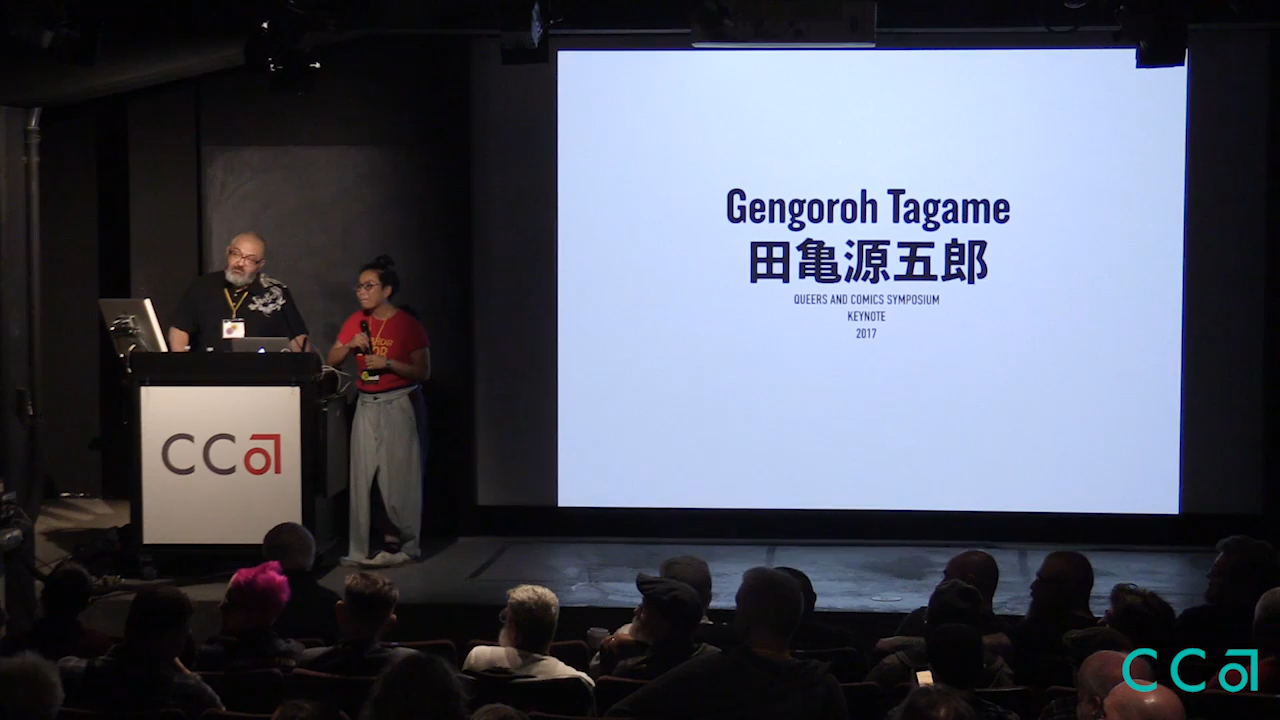 Gengoroh Tagame
田亀源五郎
QUEERS AND COMICS SYMPOSIUM
KEYNOTE
2017
CCa
CCa